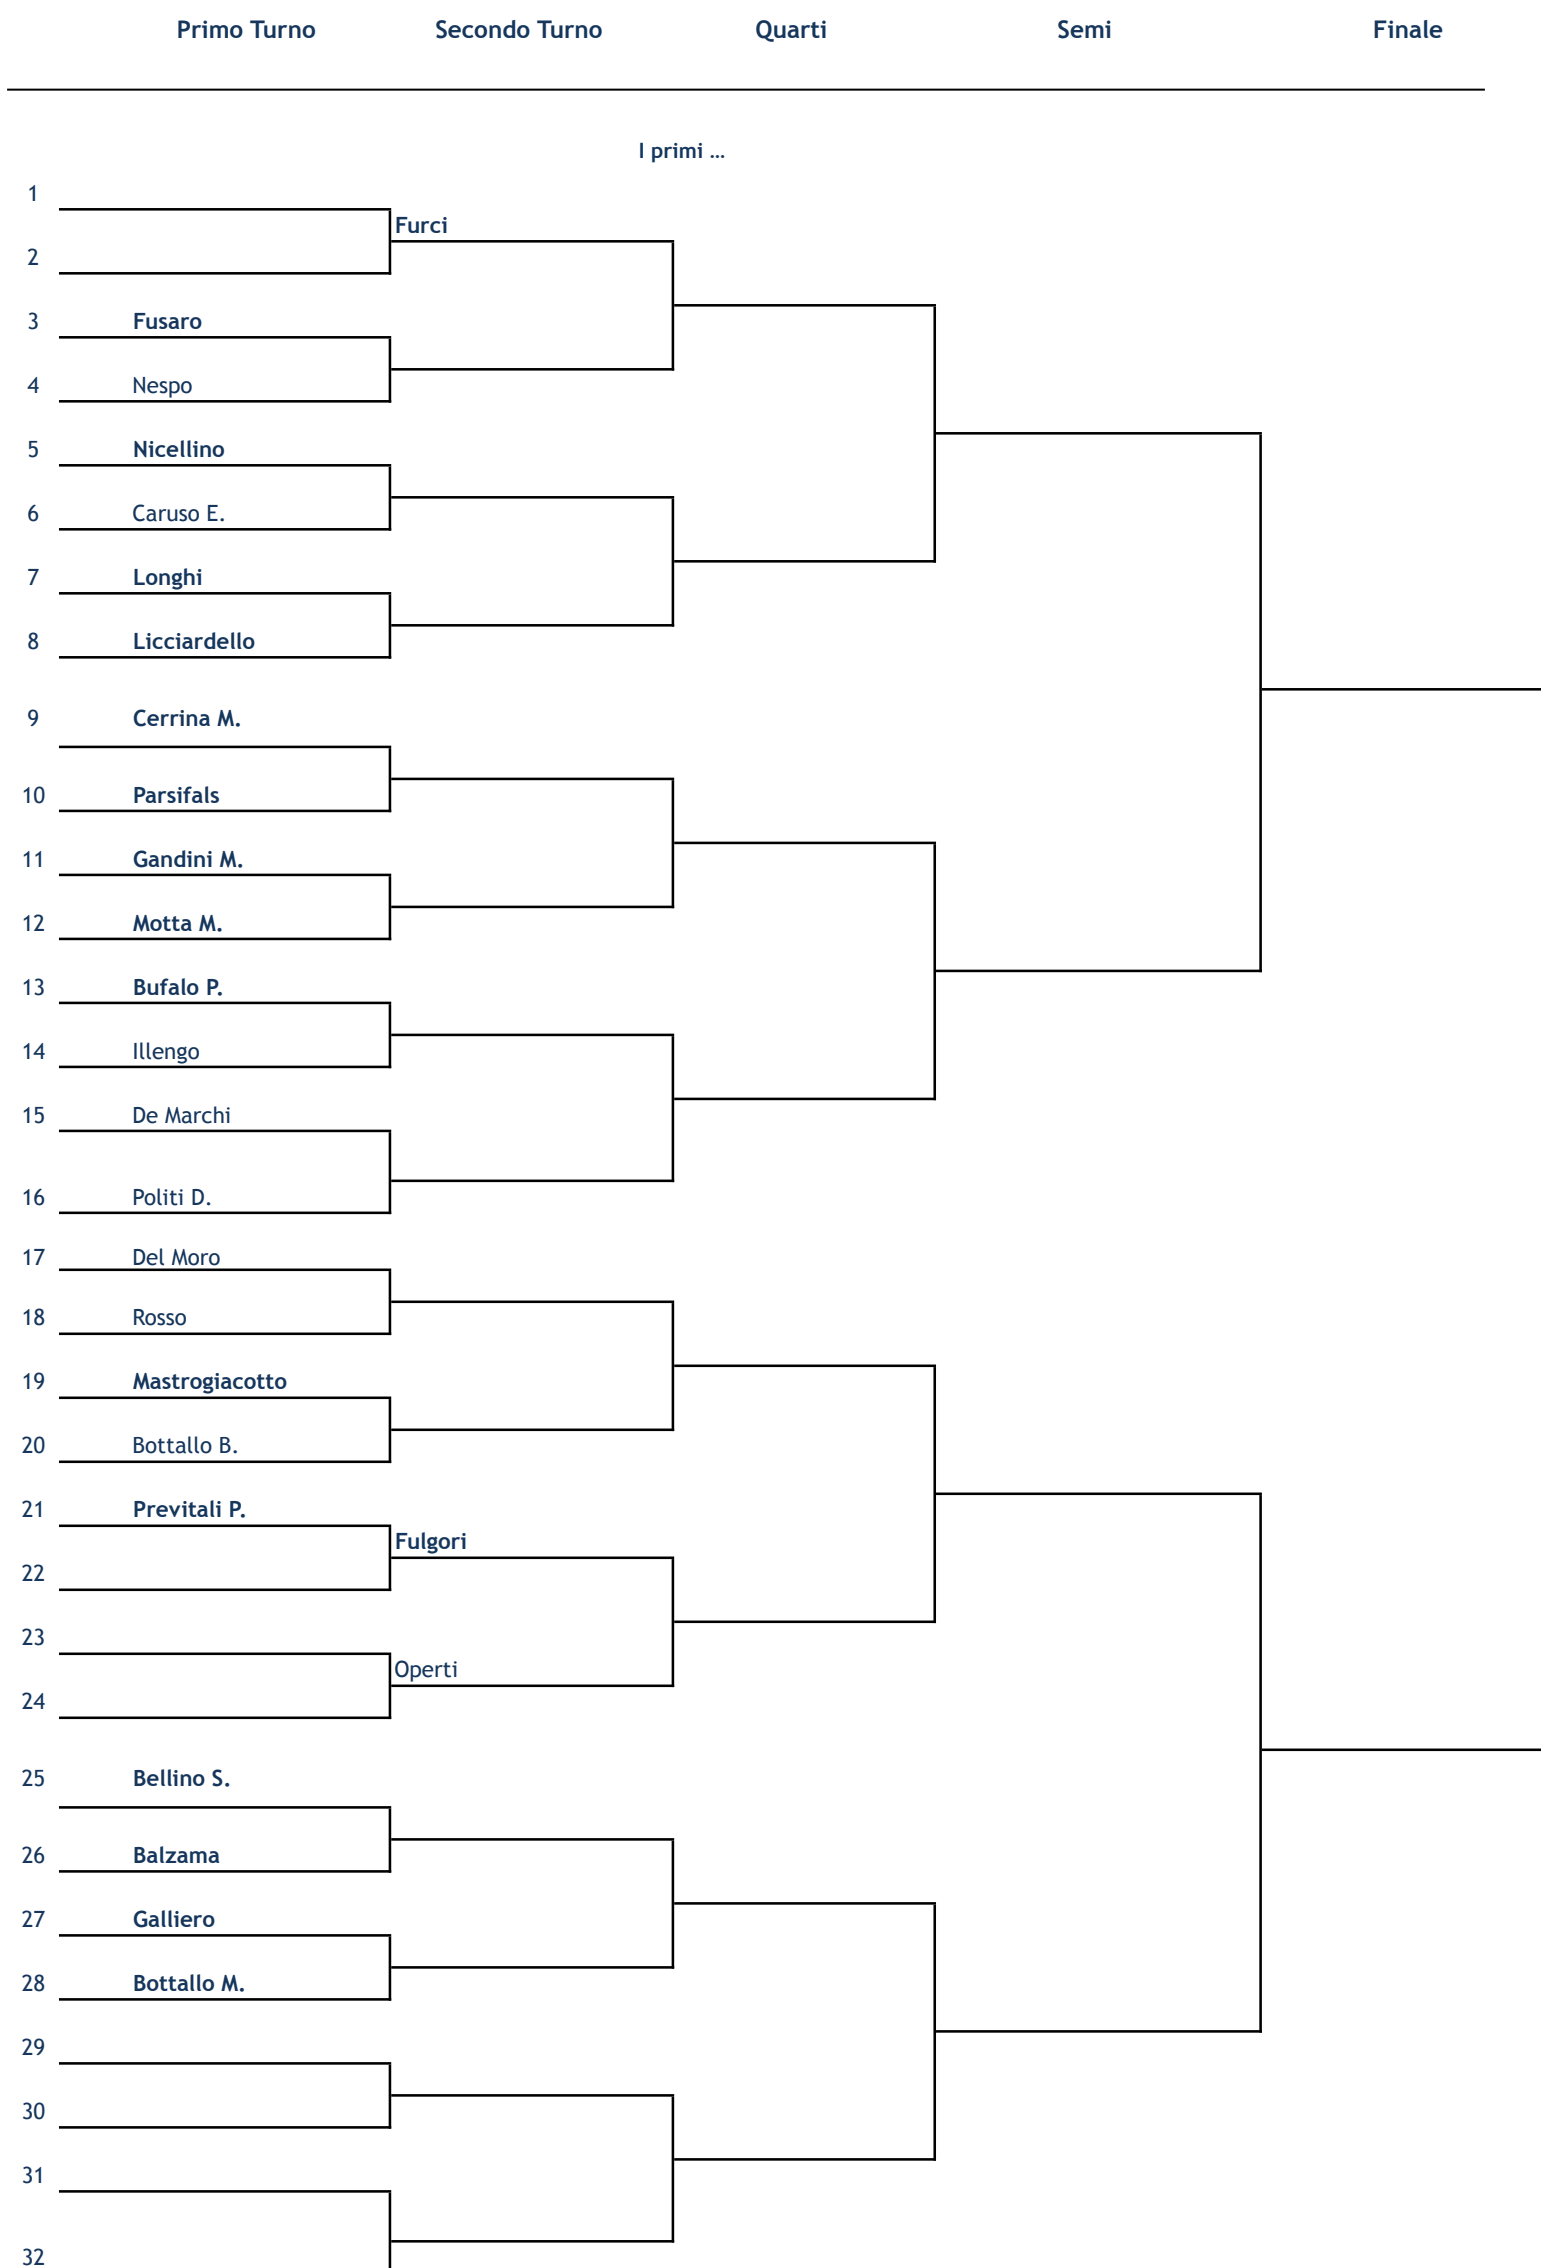 Primo Turno Secondo Turno Quarti Semi Finale
I primi ...
1
Furci
2
3 Fusaro
4 Nespo
5 Nicellino
6 Caruso E.
7 Longhi
8 Licciardello
9 Cerrina M.
10 Parsifals
11 Gandini M.
12 Motta M.
13 Bufalo P.
14 Illengo
15 De Marchi
16 Politi D.
17 Del Moro
18 Rosso
19 Mastrogiacotto
20 Bottallo B.
21 Previtali P.
Fulgori
22
23
Operti
24
25 Bellino S.
26 Balzama
27 Galliero
28 Bottallo M.
29
30
31
32